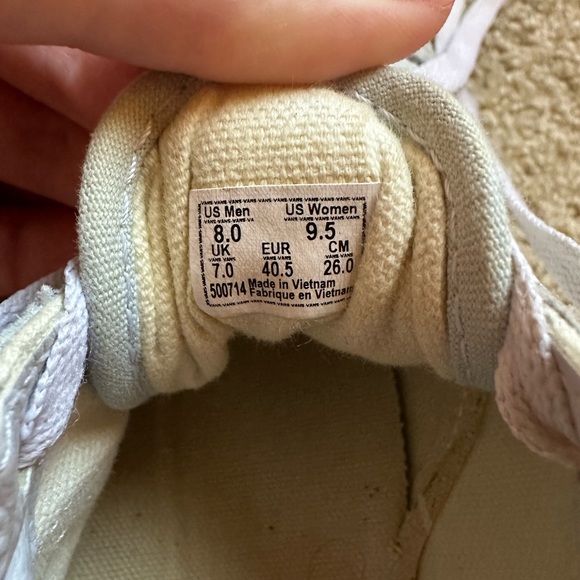 US Men US Women
8.0 9.5
UK EUR CM
7.0 40.5 26.0
500714 Made in Vietnam
Fabrique en Vietnam